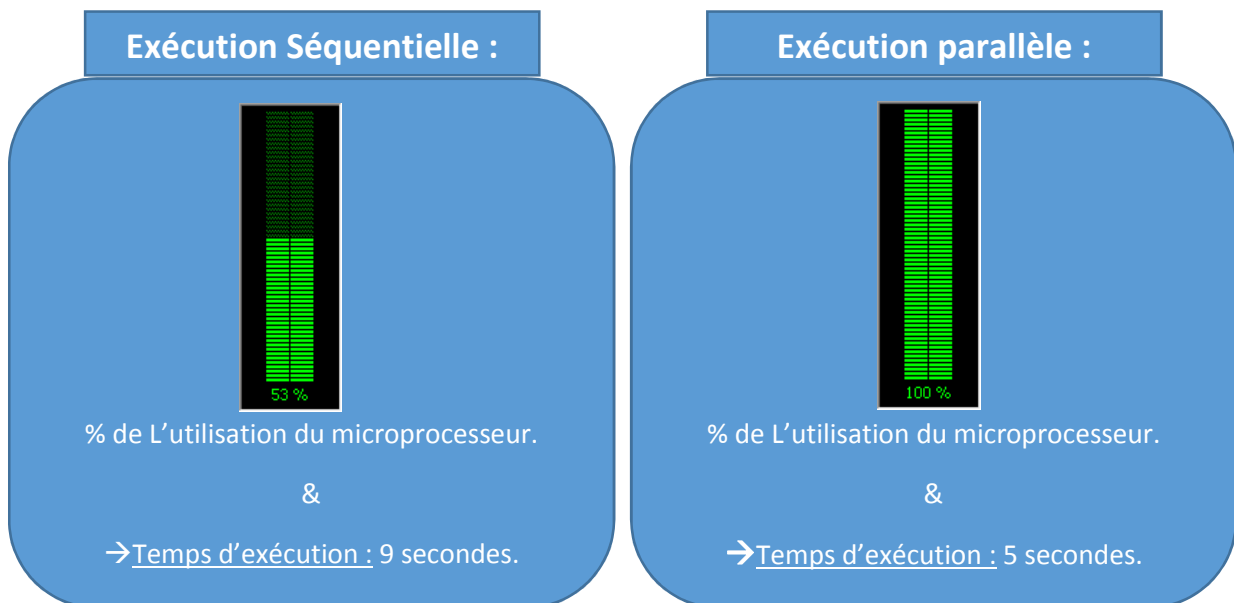 Exécution Séquentielle :
53 %
% de L’utilisation du microprocesseur.
&
→Temps d’exécution : 9 secondes.
Exécution parallèle :
100 %
% de L’utilisation du microprocesseur.
&
→Temps d’exécution : 5 secondes.